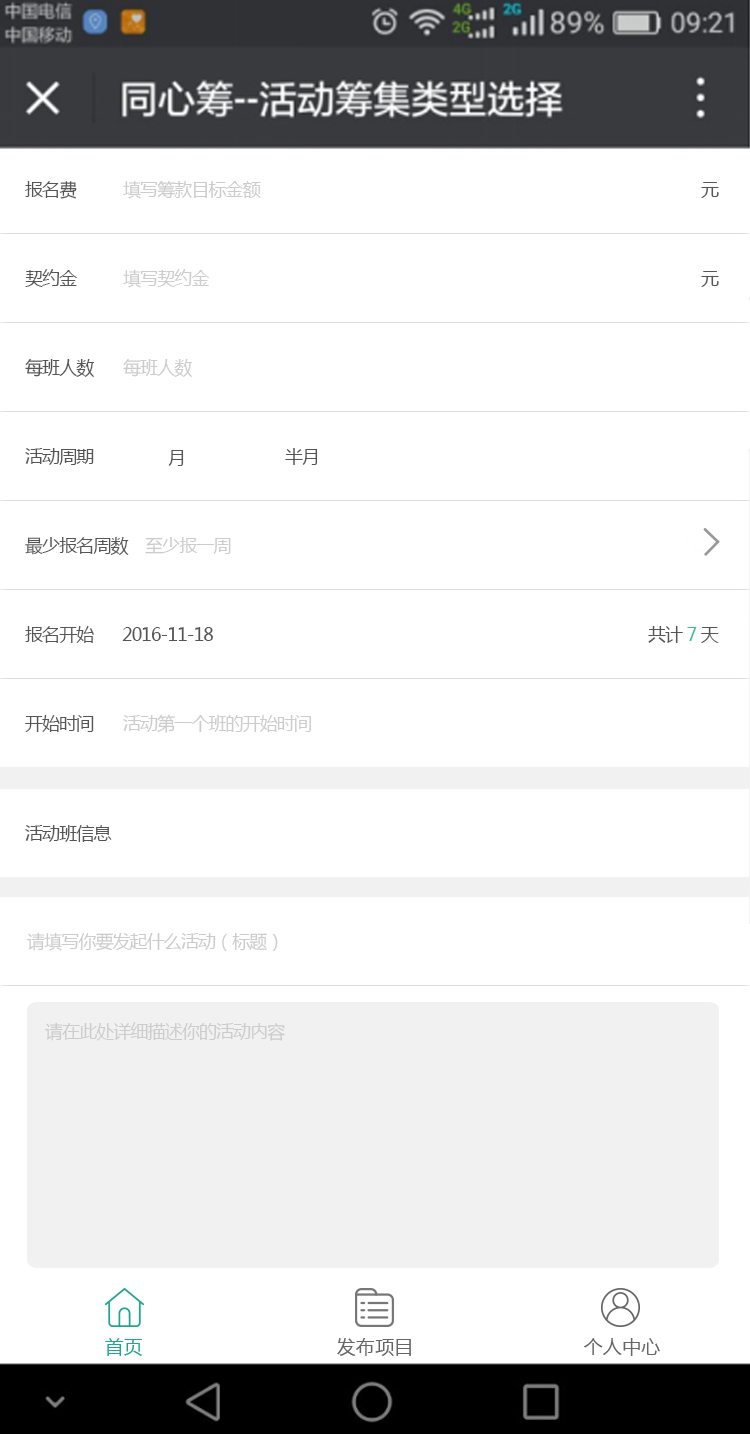 中国电信
中国移动
4G
2G
2G
89%
09:21
同心筹--活动筹集类型选择
报名费 填写筹款目标金额 元
契约金 填写契约金 元
每班人数 每班人数
活动周期 月 半月
最少报名周数 至少报一周
报名开始 2016-11-18 共计 7 天
开始时间 活动第一个班的开始时间
活动班信息
请填写你要发起什么活动（标题）
请在此处详细描述你的活动内容
首页 发布项目 个人中心